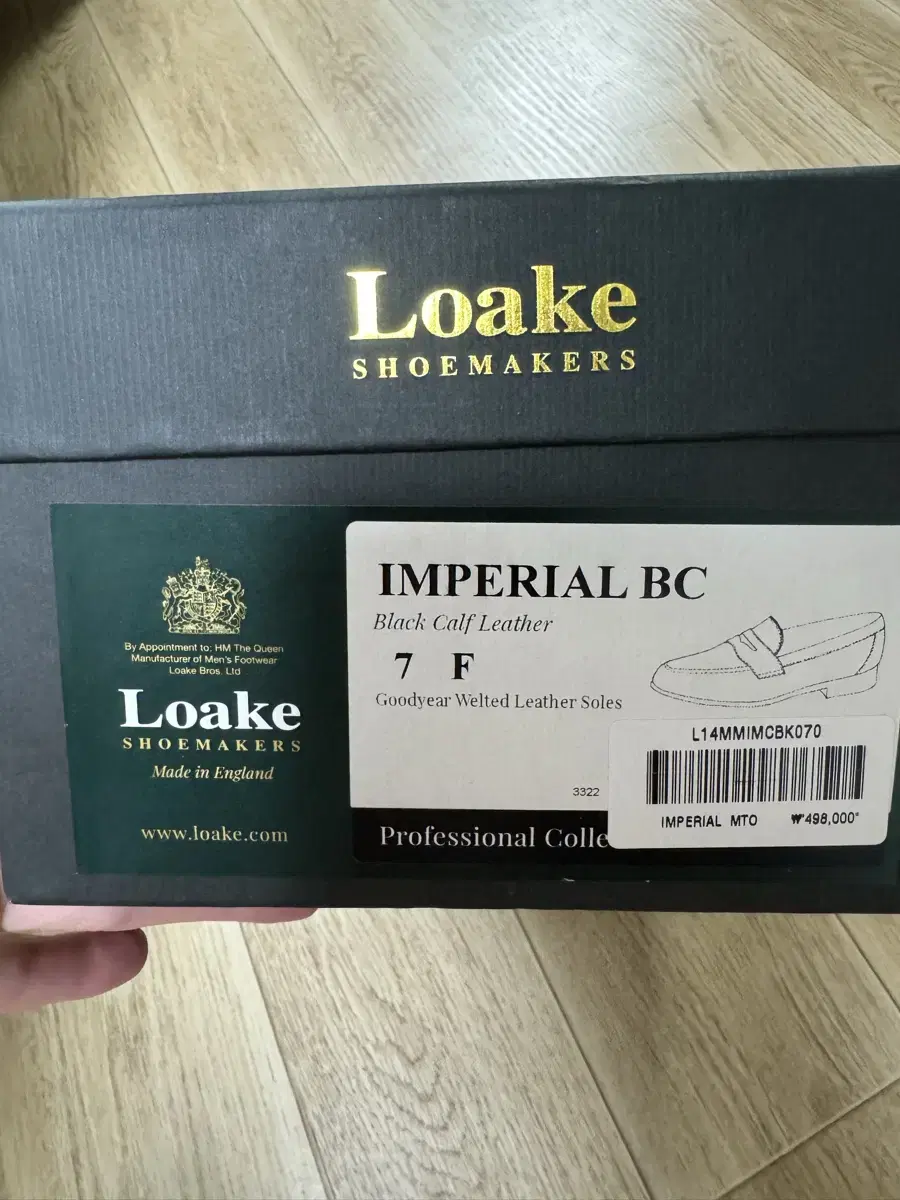 Loake
SHOEMAKERS
By Appointment to: HM The Queen
Manufacturer of Men's Footwear
Loake Bros. Ltd
Loake
SHOEMAKERS
Made in England
www.loake.com
IMPERIAL BC
Black Calf Leather
7 F
Goodyear Welted Leather Soles
3322
Professional Colle
L14MMIMCBK070
IMPERIAL MTO ₩498,000